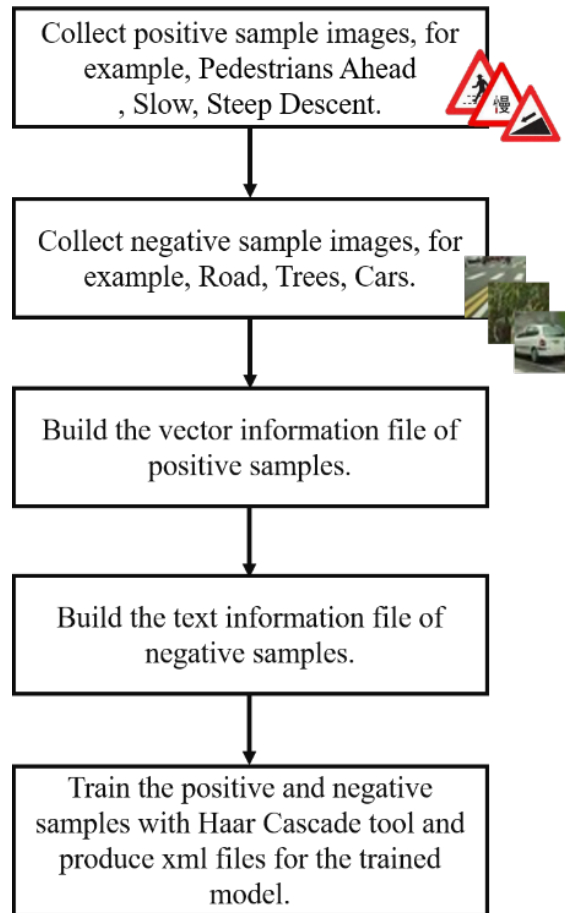 Collect positive sample images, for
example, Pedestrians Ahead
, Slow, Steep Descent.
慢
Collect negative sample images, for
example, Road, Trees, Cars.
Build the vector information file of
positive samples.
Build the text information file of
negative samples.
Train the positive and negative
samples with Haar Cascade tool and
produce xml files for the trained
model.